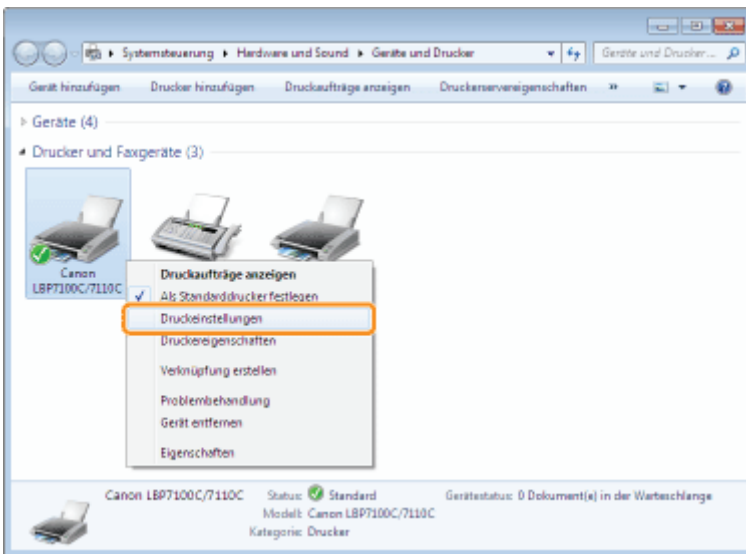 Systemsteuerung ▸ Hardware und Sound ▸ Geräte und Drucker
Geräte und Drucker...
Gerät hinzufügen Drucker hinzufügen Druckaufträge anzeigen Druckerservereigenschaften »
Geräte (4)
Drucker und Faxgeräte (3)
Canon
LBP7100C/7110C
Druckaufträge anzeigen
Als Standarddrucker festlegen
Druckeinstellungen
Druckereigenschaften
Verknüpfung erstellen
Problembehandlung
Gerät entfernen
Eigenschaften
Canon LBP7100C/7110C Status: Standard Gerätestatus: 0 Dokument(e) in der Warteschlange
Modell: Canon LBP7100C/7110C
Kategorie: Drucker